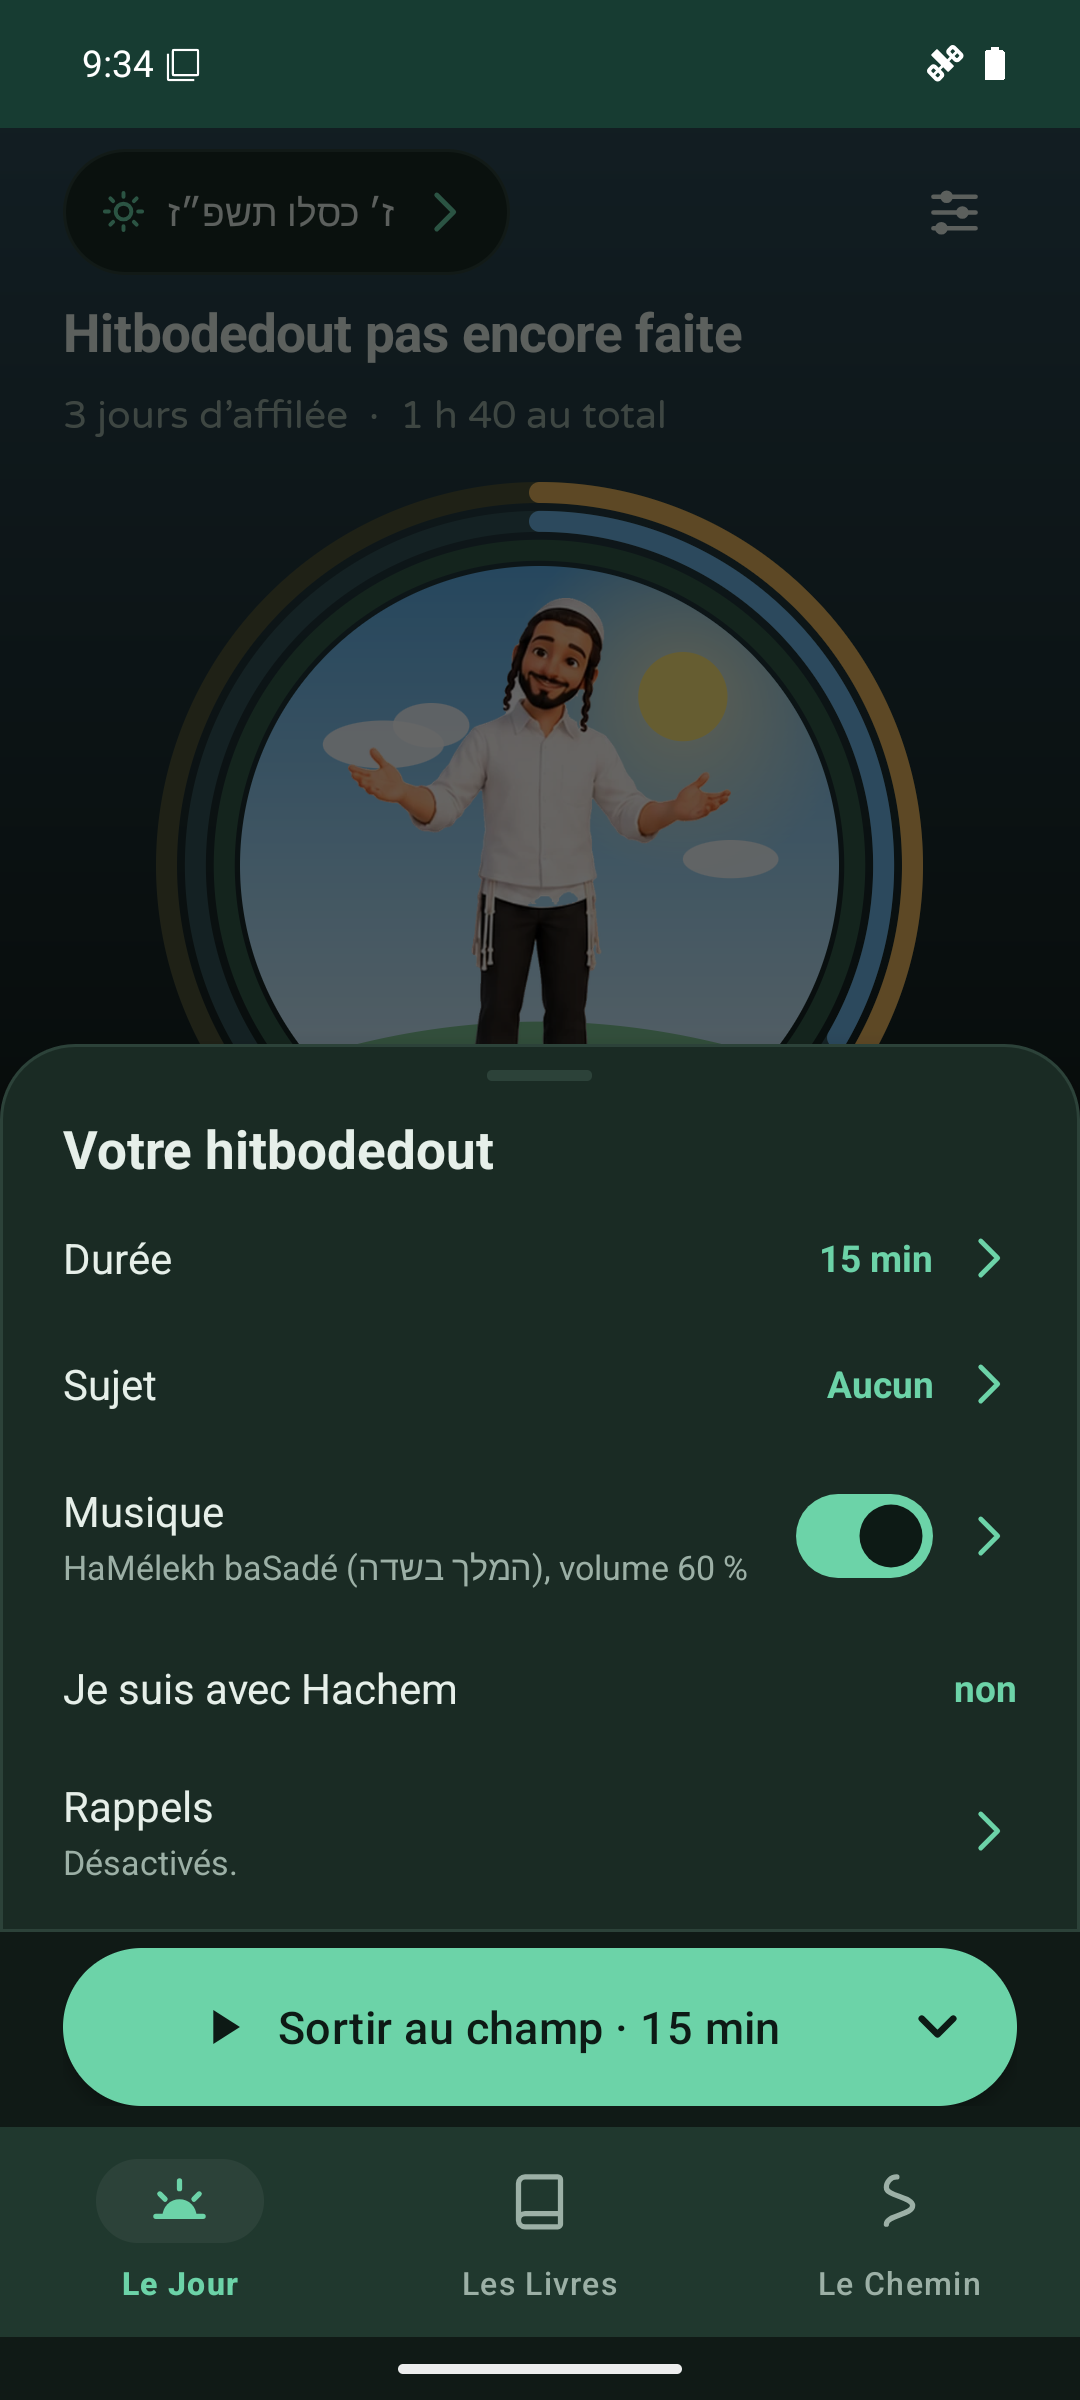 9:34
ז׳ כסלו תשפ״ז
Hitbodedout pas encore faite
3 jours d’affilée · 1 h 40 au total
Votre hitbodedout
Durée 15 min
Sujet Aucun
Musique
HaMélekh baSadé (המלך בשדה), volume 60 %
Je suis avec Hachem non
Rappels
Désactivés.
Sortir au champ · 15 min
Le Jour Les Livres Le Chemin